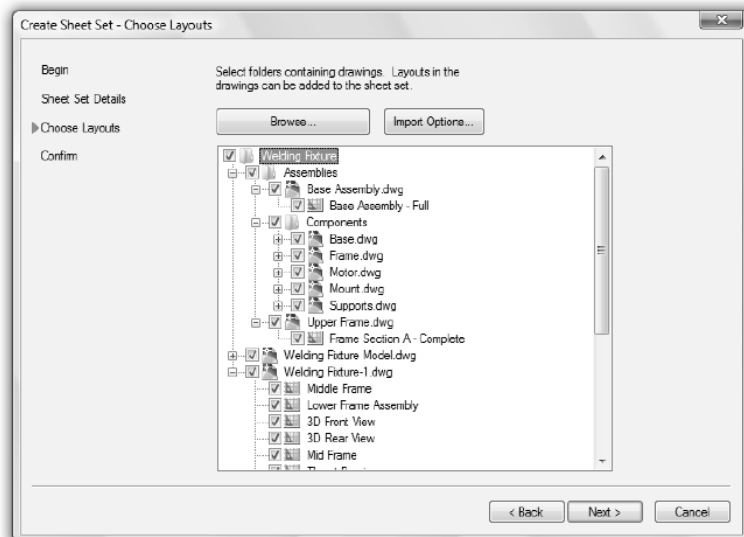 Create Sheet Set - Choose Layouts
Begin
Sheet Set Details
Choose Layouts
Confirm
Select folders containing drawings. Layouts in the
drawings can be added to the sheet set.
Browse...
Import Options...
Welding Fixture
Assemblies
Base Assembly.dwg
Base Assembly - Full
Components
Base.dwg
Frame.dwg
Motor.dwg
Mount.dwg
Supports.dwg
Upper Frame.dwg
Frame Section A - Complete
Welding Fixture Model.dwg
Welding Fixture-1.dwg
Middle Frame
Lower Frame Assembly
3D Front View
3D Rear View
Mid Frame
< Back
Next >
Cancel